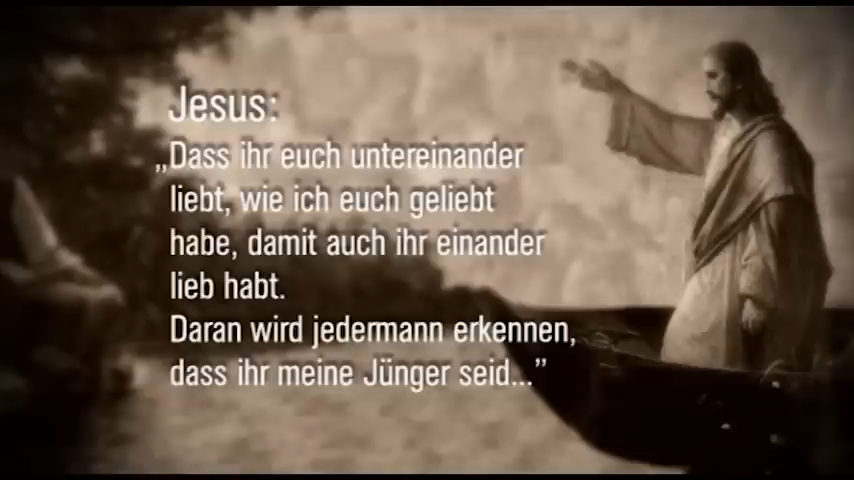 Jesus:
„Dass ihr euch untereinander
liebt, wie ich euch geliebt
habe, damit auch ihr einander
lieb habt.
Daran wird jedermann erkennen,
dass ihr meine Jünger seid...”